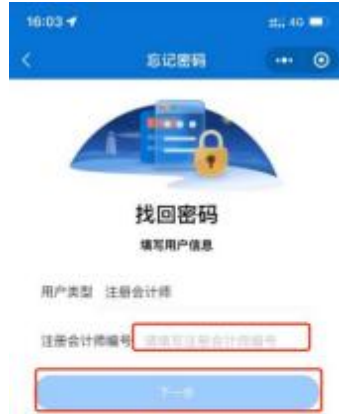 16:03
4G
忘记密码
找回密码
填写用户信息
用户类型 注册会计师
注册会计师编号 请填写注册会计师编号
下一步